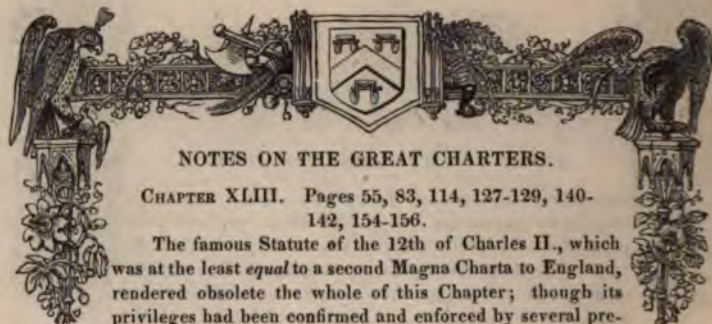 NOTES ON THE GREAT CHARTERS.
CHAPTER XLIII. Pages 55, 83, 114, 127-129, 140-
142, 154-156.
The famous Statute of the 12th of Charles II., which
was at the least equal to a second Magna Charta to England,
rendered obsolete the whole of this Chapter; though its
privileges had been confirmed and enforced by several pre-